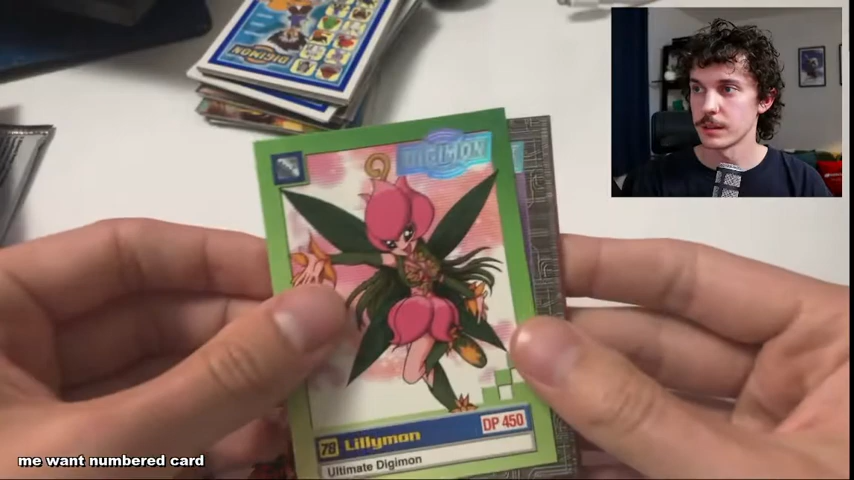 DIGIMON
DIGIMON
78 Lillymon
DP 450
Ultimate Digimon
me want numbered card